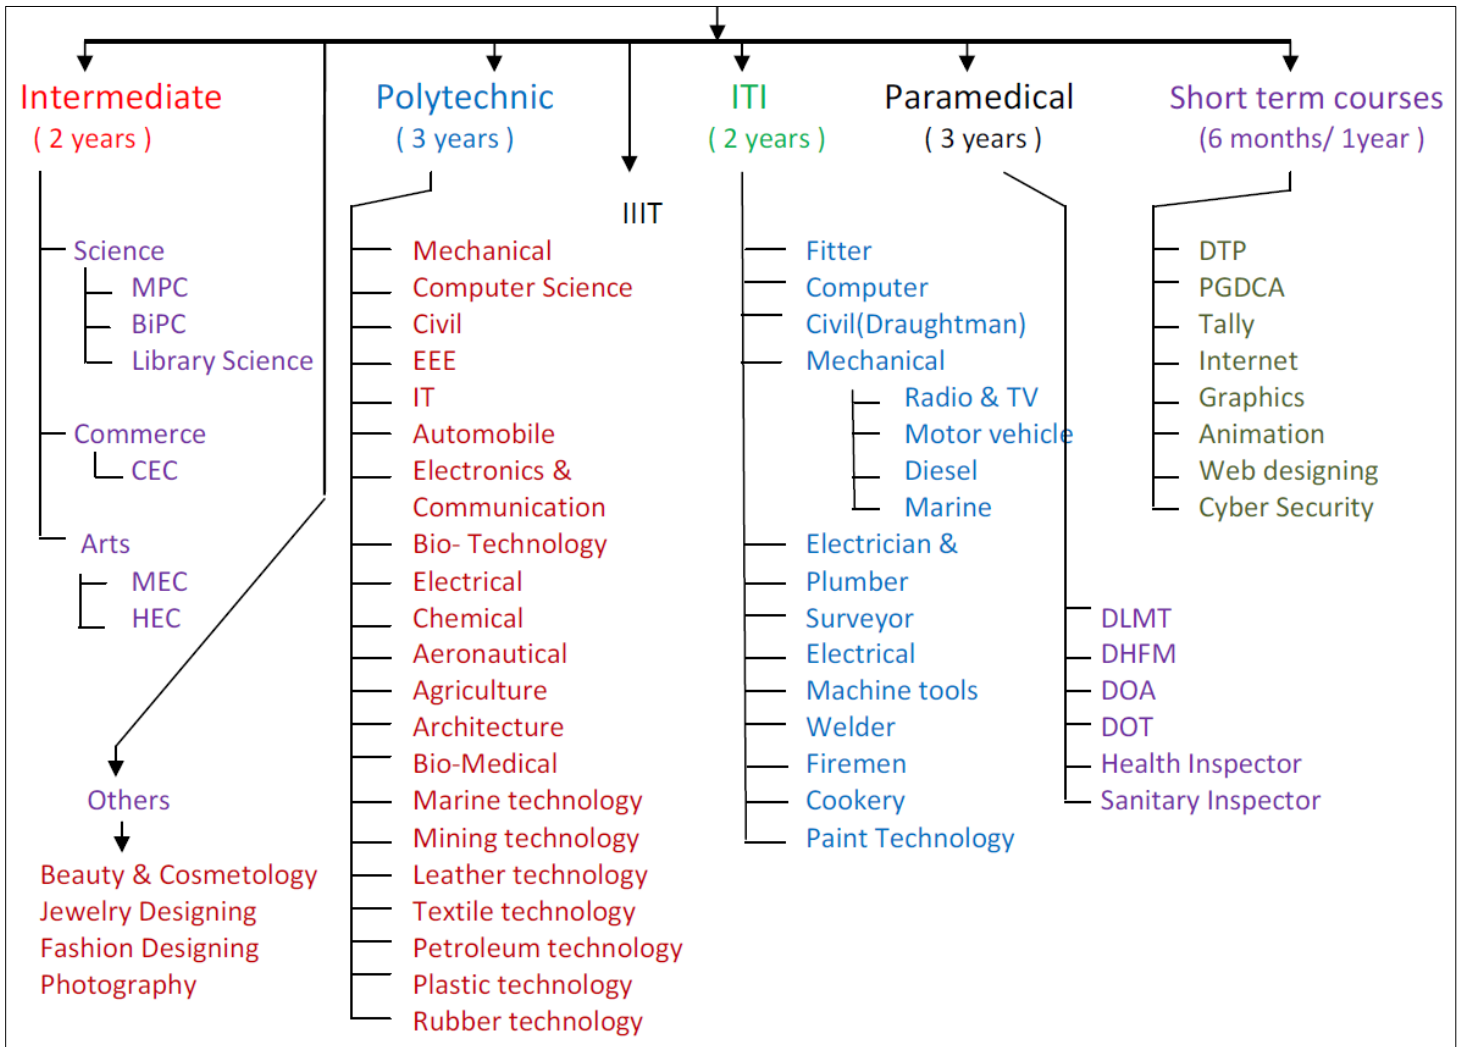 Intermediate
( 2 years )
Science
MPC
BiPC
Library Science
Commerce
CEC
Arts
MEC
HEC
Others
Beauty & Cosmetology
Jewelry Designing
Fashion Designing
Photography
Polytechnic
( 3 years )
Mechanical
Computer Science
Civil
EEE
IT
Automobile
Electronics &
Communication
Bio- Technology
Electrical
Chemical
Aeronautical
Agriculture
Architecture
Bio-Medical
Marine technology
Mining technology
Leather technology
Textile technology
Petroleum technology
Plastic technology
Rubber technology
IIIT
ITI
( 2 years )
Fitter
Computer
Civil(Draughtman)
Mechanical
Radio & TV
Motor vehicle
Diesel
Marine
Electrician &
Plumber
Surveyor
Electrical
Machine tools
Welder
Firemen
Cookery
Paint Technology
Paramedical
( 3 years )
DLMT
DHFM
DOA
DOT
Health Inspector
Sanitary Inspector
Short term courses
(6 months/ 1year )
DTP
PGDCA
Tally
Internet
Graphics
Animation
Web designing
Cyber Security